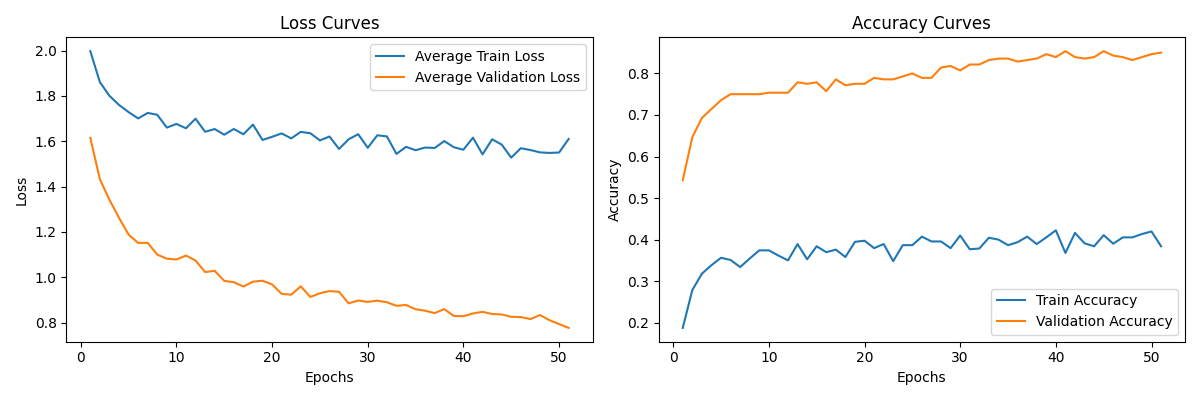 Loss Curves
2.0
1.8
1.6
1.4
1.2
1.0
0.8
Loss
Average Train Loss
Average Validation Loss
0 10 20 30 40 50
Epochs
Accuracy Curves
0.8
0.7
0.6
0.5
0.4
0.3
0.2
Accuracy
Train Accuracy
Validation Accuracy
0 10 20 30 40 50
Epochs